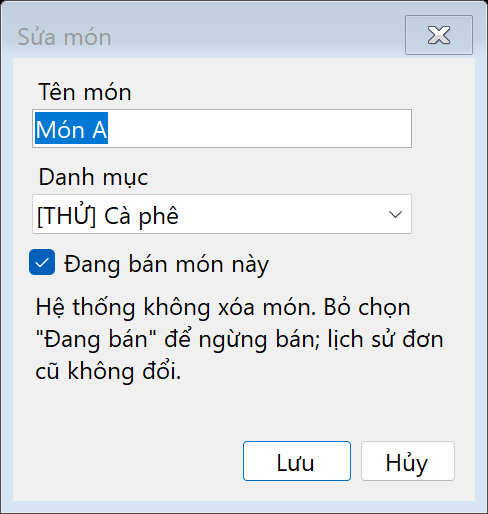 Sửa món
Tên món
Món A
Danh mục
[THỬ] Cà phê
Đang bán món này
Hệ thống không xóa món. Bỏ chọn
"Đang bán" để ngừng bán; lịch sử đơn
cũ không đổi.
Lưu
Hủy